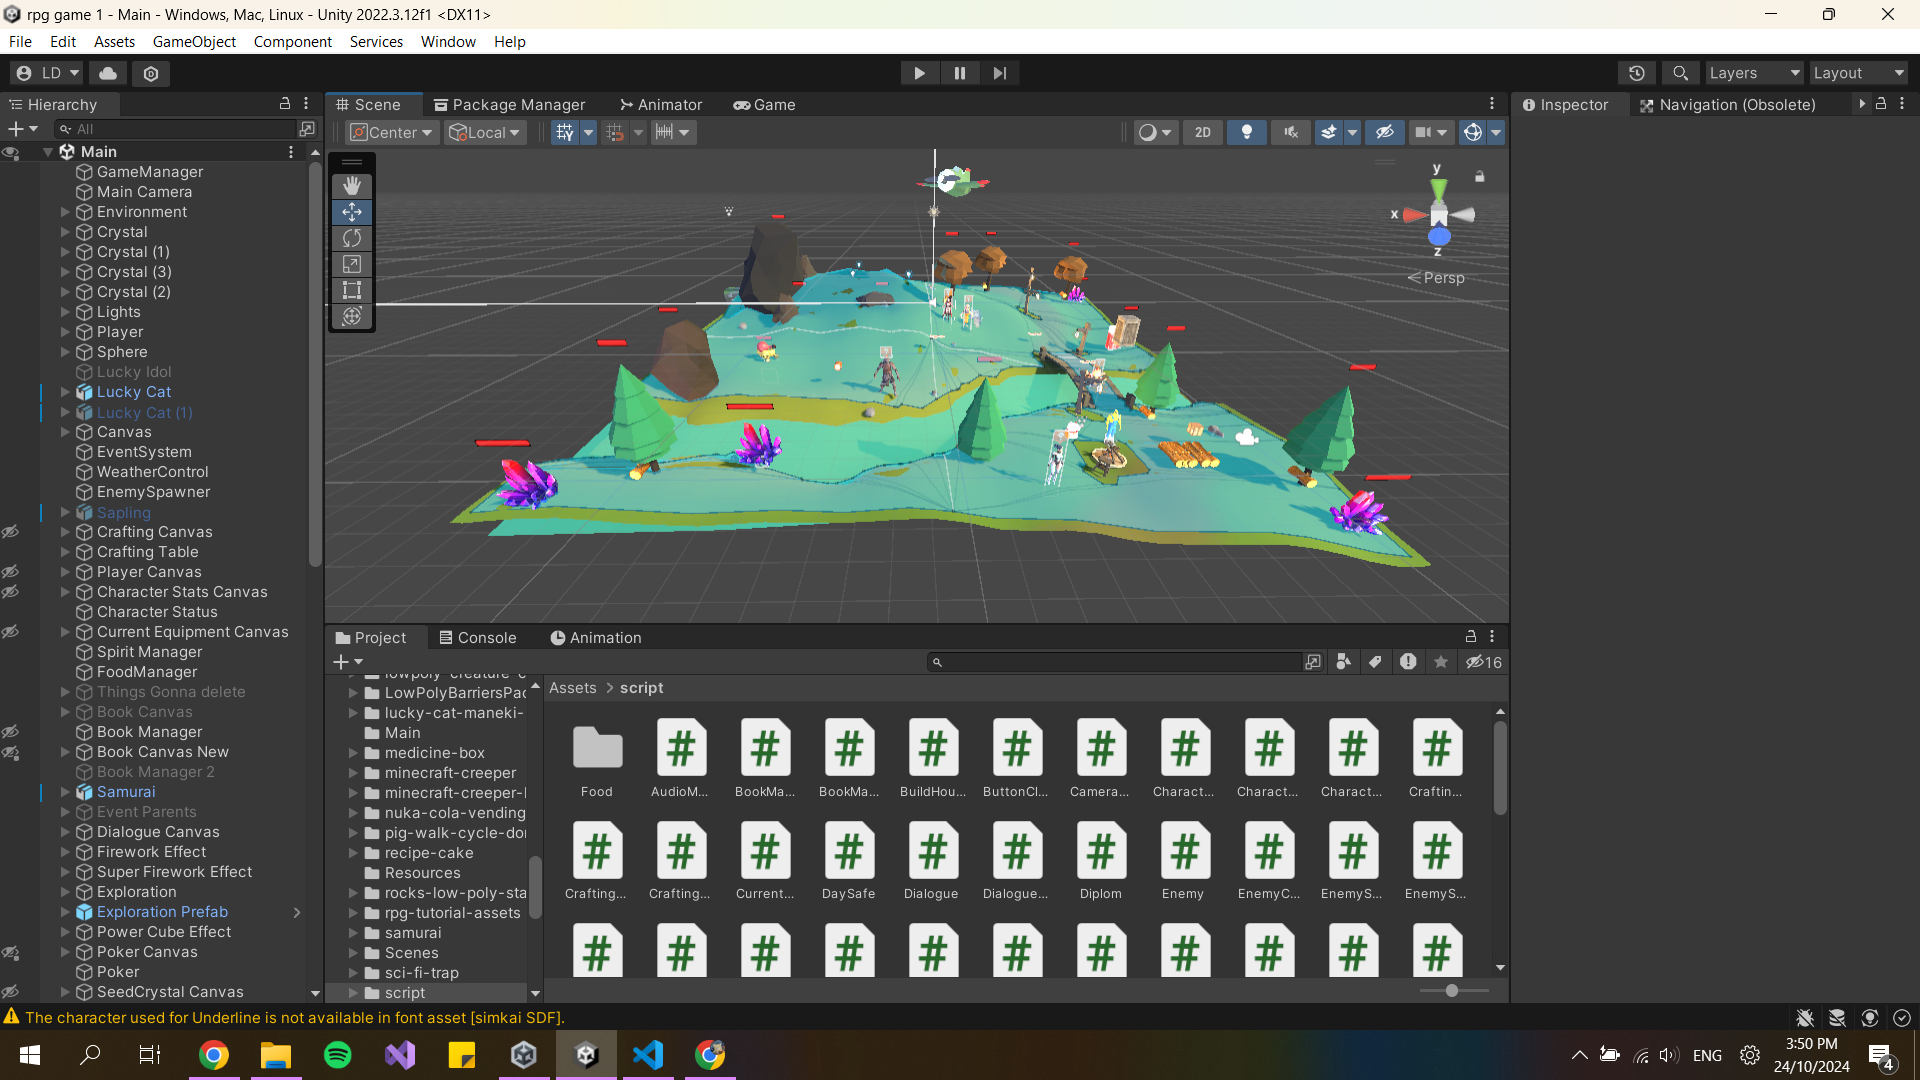 rpg game 1 - Main - Windows, Mac, Linux - Unity 2022.3.12f1 <DX11>
File Edit Assets GameObject Component Services Window Help
LD Layers Layout
Hierarchy
All
Main
GameManager
Main Camera
Environment
Crystal
Crystal (1)
Crystal (3)
Crystal (2)
Lights
Player
Sphere
Lucky Idol
Lucky Cat
Lucky Cat (1)
Canvas
EventSystem
WeatherControl
EnemySpawner
Sapling
Crafting Canvas
Crafting Table
Player Canvas
Character Stats Canvas
Character Status
Current Equipment Canvas
Spirit Manager
FoodManager
Things Gonna delete
Book Canvas
Book Manager
Book Canvas New
Book Manager 2
Samurai
Event Parents
Dialogue Canvas
Firework Effect
Super Firework Effect
Exploration
Exploration Prefab
Power Cube Effect
Poker Canvas
Poker
SeedCrystal Canvas
Scene Package Manager Animator Game
Center Local 2D
y
x
z
Persp
Inspector Navigation (Obsolete)
Project Console Animation
16
LowPolyBarriersPac
lucky-cat-maneki-
Main
medicine-box
minecraft-creeper
minecraft-creeper-
nuka-cola-vending
pig-walk-cycle-dor
recipe-cake
Resources
rocks-low-poly-sta
rpg-tutorial-assets
samurai
Scenes
sci-fi-trap
script
Assets > script
Food AudioM... BookMa... BookMa... BuildHou... ButtonCl... Camera... Charact... Charact... Charact... Craftin...
Crafting... Crafting... Current... DaySafe Dialogue Dialogue... Diplom Enemy EnemyC... EnemyS... EnemyS...
The character used for Underline is not available in font asset [simkai SDF].
ENG
3:50 PM
24/10/2024
4